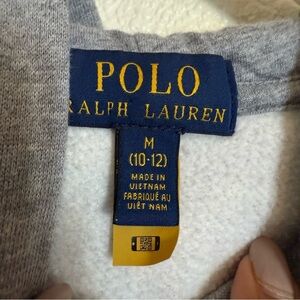 POLO
RALPH LAUREN
M
(10-12)
MADE IN
VIETNAM
FABRIQUÉ AU
VIÊT NAM